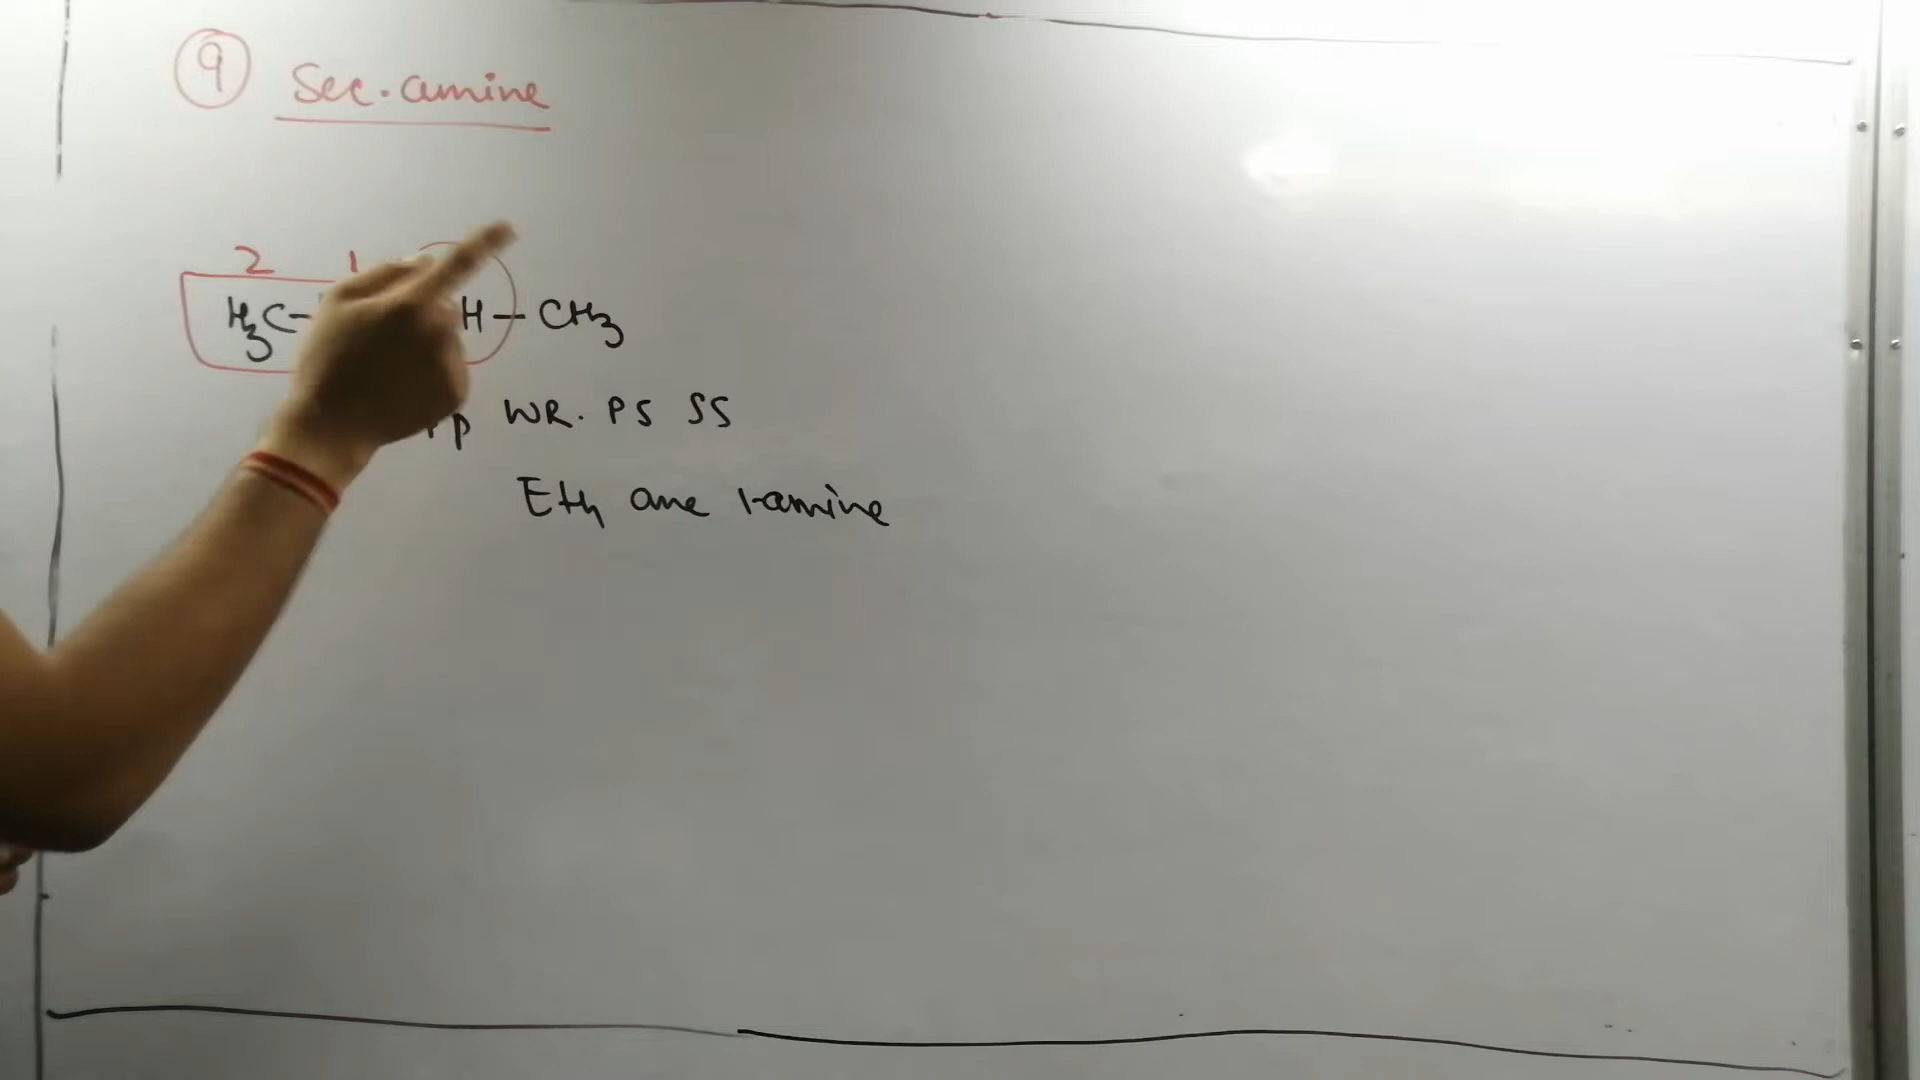 9 Sec. amine
2 1
H3C- H-CH3
p WR. PS SS
Eth ane 1-amine